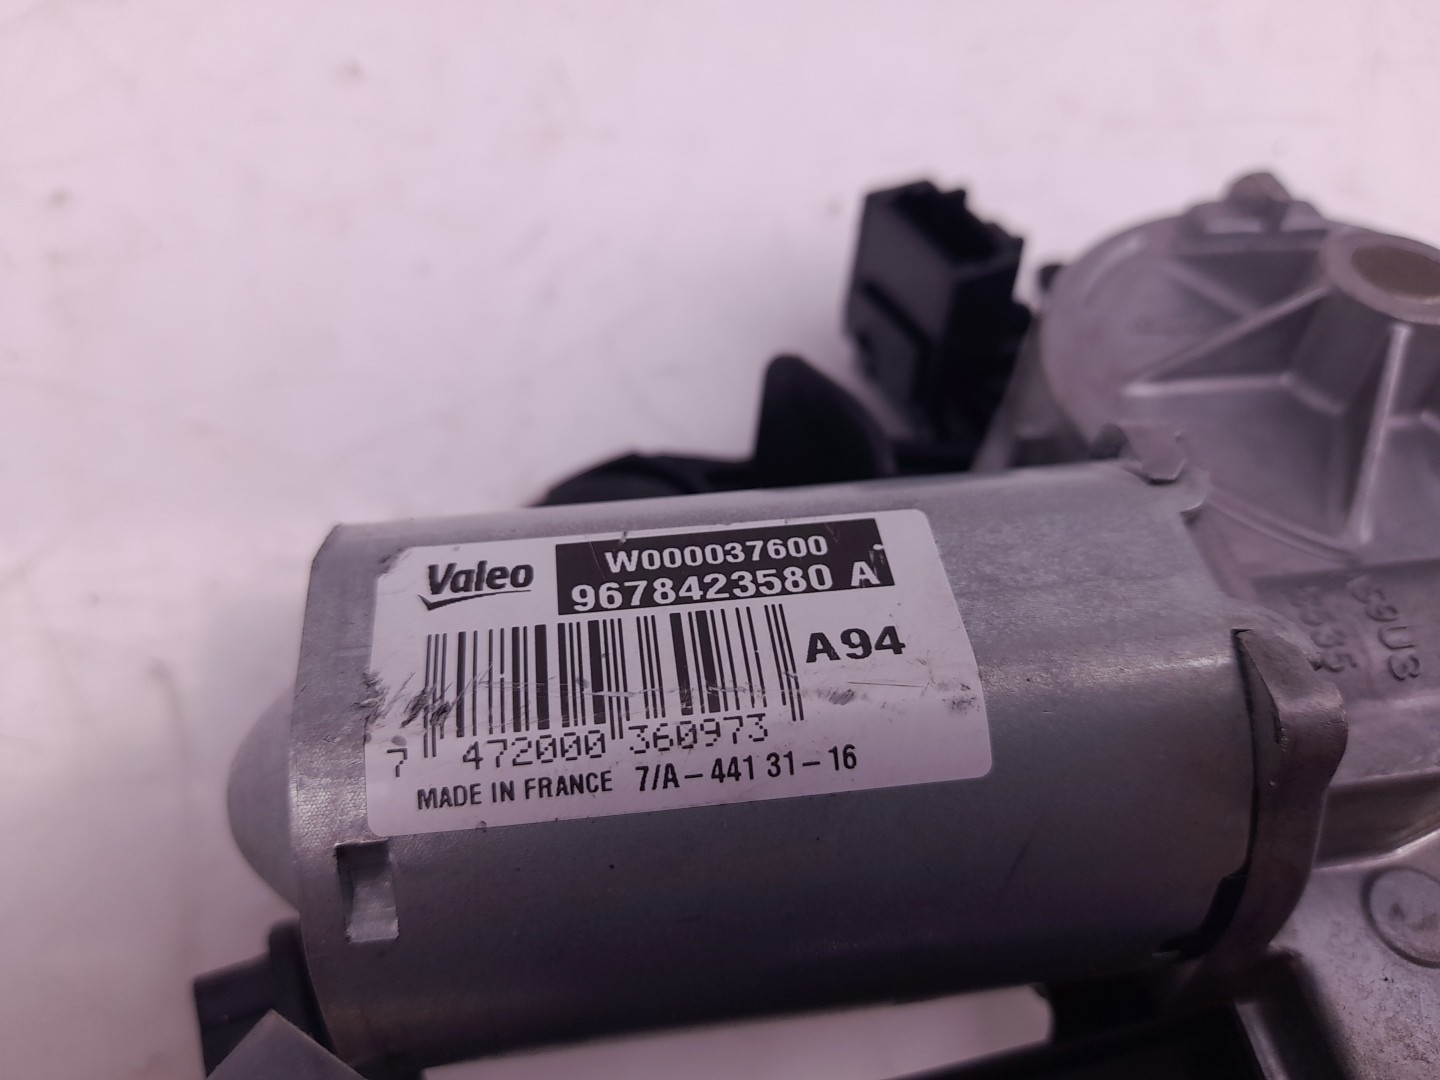 Valeo
W000037600
9678423580 A
A94
7 472000 360973
MADE IN FRANCE 7/A-441 31-16